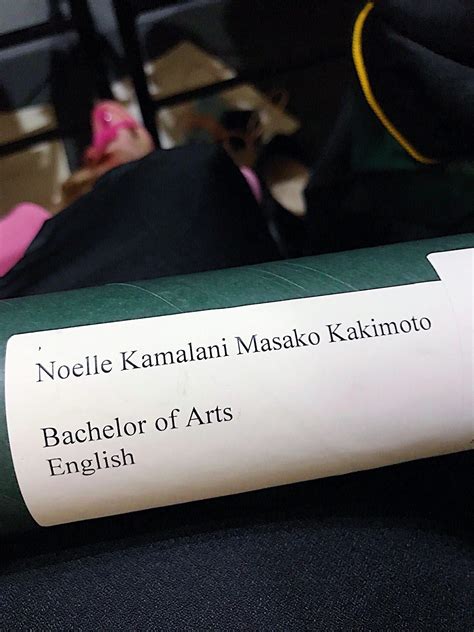 Noelle Kamalani Masako Kakimoto
Bachelor of Arts
English